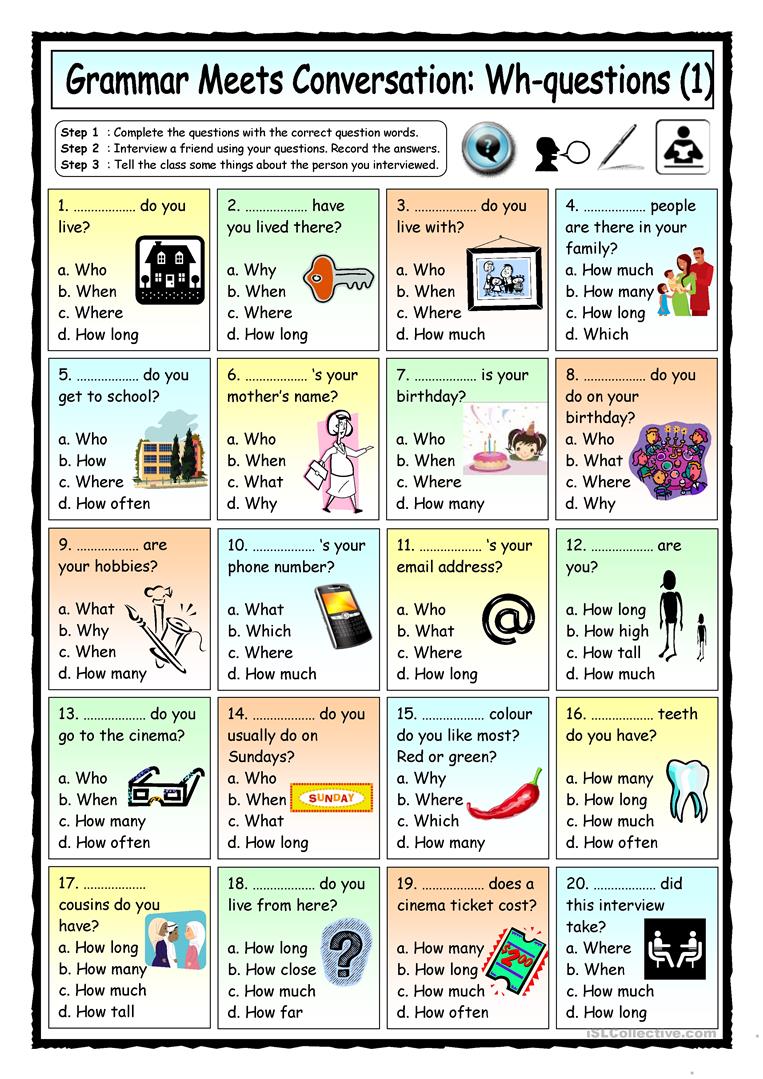 Grammar Meets Conversation: Wh-questions (1)
Step 1 : Complete the questions with the correct question words.
Step 2 : Interview a friend using your questions. Record the answers.
Step 3 : Tell the class some things about the person you interviewed.
?
1. .................. do you
live?
a. Who
b. When
c. Where
d. How long
2. .................. have
you lived there?
a. Why
b. When
c. Where
d. How long
3. .................. do you
live with?
a. Who
b. When
c. Where
d. How much
4. .................. people
are there in your
family?
a. How much
b. How many
c. How long
d. Which
5. .................. do you
get to school?
a. Who
b. How
c. Where
d. How often
6. .................. ‘s your
mother’s name?
a. Who
b. When
c. What
d. Why
7. .................. is your
birthday?
a. Who
b. When
c. Where
d. How many
8. .................. do you
do on your
birthday?
a. Who
b. What
c. Where
d. Why
9. .................. are
your hobbies?
a. What
b. Why
c. When
d. How many
10. .................. ‘s your
phone number?
a. What
b. Which
c. Where
d. How much
11. .................. ‘s your
email address?
a. Who
b. What
c. Where
d. How long
@
12. .................. are
you?
a. How long
b. How high
c. How tall
d. How much
13. .................. do you
go to the cinema?
a. Who
b. When
c. How many
d. How often
14. .................. do you
usually do on
Sundays?
a. Who
b. When
c. What
d. How long
SUNDAY
15. .................. colour
do you like most?
Red or green?
a. Why
b. Where
c. Which
d. How many
16. .................. teeth
do you have?
a. How many
b. How long
c. How much
d. How often
17. ..................
cousins do you
have?
a. How long
b. How many
c. How much
d. How tall
18. .................. do you
live from here?
a. How long
b. How close
c. How much
d. How far
?
19. .................. does a
cinema ticket cost?
a. How many
b. How long
c. How much
d. How often
$2.00
20. .................. did
this interview
take?
a. Where
b. When
c. How much
d. How long
iSLCollective.com